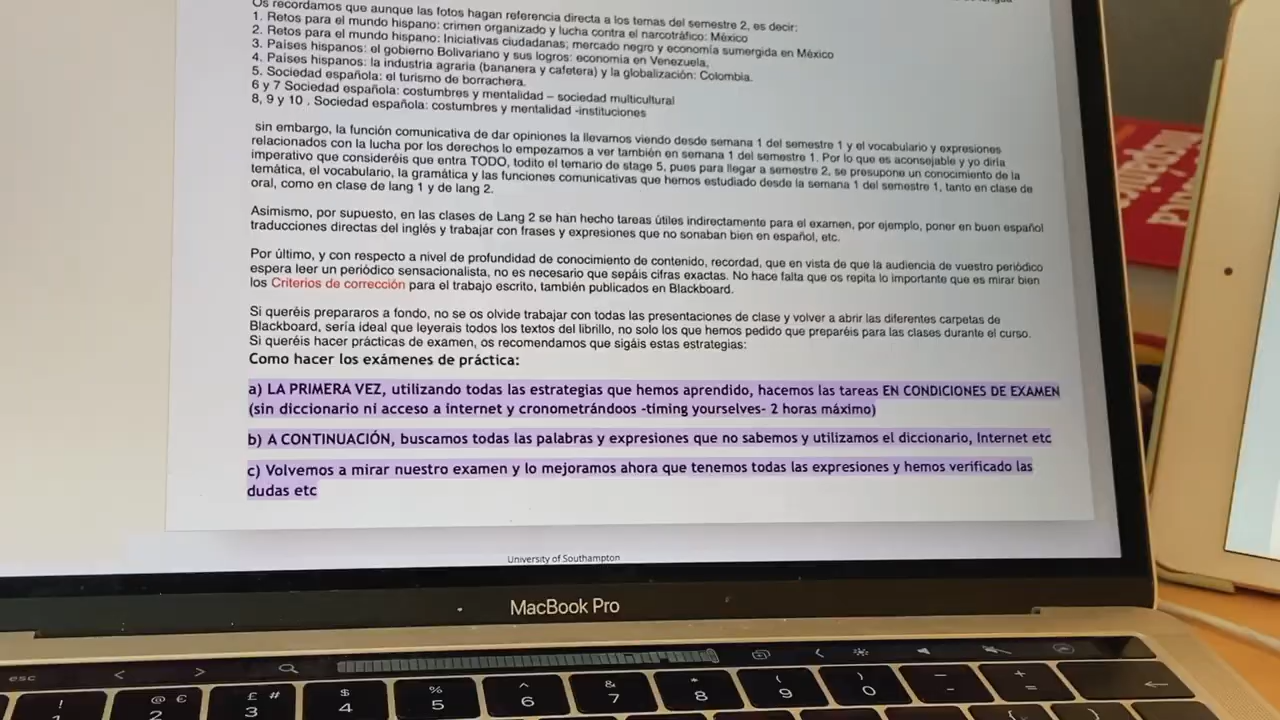 Os recordamos que aunque las fotos hagan referencia directa a los temas del semestre 2, es decir:
1. Retos para el mundo hispano: crimen organizado y lucha contra el narcotráfico: México
2. Retos para el mundo hispano: Iniciativas ciudadanas; mercado negro y economía sumergida en México
3. Países hispanos: el gobierno Bolivariano y sus logros: economía en Venezuela,
4. Países hispanos: la industria agraria (bananera y cafetera) y la globalización: Colombia.
5. Sociedad española: el turismo de borrachera.
6 y 7 Sociedad española: costumbres y mentalidad – sociedad multicultural
8, 9 y 10 . Sociedad española: costumbres y mentalidad -instituciones
sin embargo, la función comunicativa de dar opiniones la llevamos viendo desde semana 1 del semestre 1 y el vocabulario y expresiones
relacionados con la lucha por los derechos lo empezamos a ver también en semana 1 del semestre 1. Por lo que es aconsejable y yo diría
imperativo que consideréis que entra TODO, todito el temario de stage 5, pues para llegar a semestre 2, se presupone un conocimiento de la
temática, el vocabulario, la gramática y las funciones comunicativas que hemos estudiado desde la semana 1 del semestre 1, tanto en clase de
oral, como en clase de lang 1 y de lang 2.
Asimismo, por supuesto, en las clases de Lang 2 se han hecho tareas útiles indirectamente para el examen, por ejemplo, poner en buen español
traducciones directas del inglés y trabajar con frases y expresiones que no sonaban bien en español, etc.
Por último, y con respecto a nivel de profundidad de conocimiento de contenido, recordad, que en vista de que la audiencia de vuestro periódico
espera leer un periódico sensacionalista, no es necesario que sepáis cifras exactas. No hace falta que os repita lo importante que es mirar bien
los Criterios de corrección para el trabajo escrito, también publicados en Blackboard.
Si queréis prepararos a fondo, no se os olvide trabajar con todas las presentaciones de clase y volver a abrir las diferentes carpetas de
Blackboard, sería ideal que leyerais todos los textos del librillo, no solo los que hemos pedido que preparéis para las clases durante el curso.
Si queréis hacer prácticas de examen, os recomendamos que sigáis estas estrategias:
Como hacer los exámenes de práctica:
a) LA PRIMERA VEZ, utilizando todas las estrategias que hemos aprendido, hacemos las tareas EN CONDICIONES DE EXAMEN
(sin diccionario ni acceso a internet y cronometrándoos -timing yourselves- 2 horas máximo)
b) A CONTINUACIÓN, buscamos todas las palabras y expresiones que no sabemos y utilizamos el diccionario, Internet etc
c) Volvemos a mirar nuestro examen y lo mejoramos ahora que tenemos todas las expresiones y hemos verificado las
dudas etc
University of Southampton
MacBook Pro
esc
! @ € £ # $ % ^ & * ( ) - + 
1 2 3 4 5 6 7 8 9 0 - =